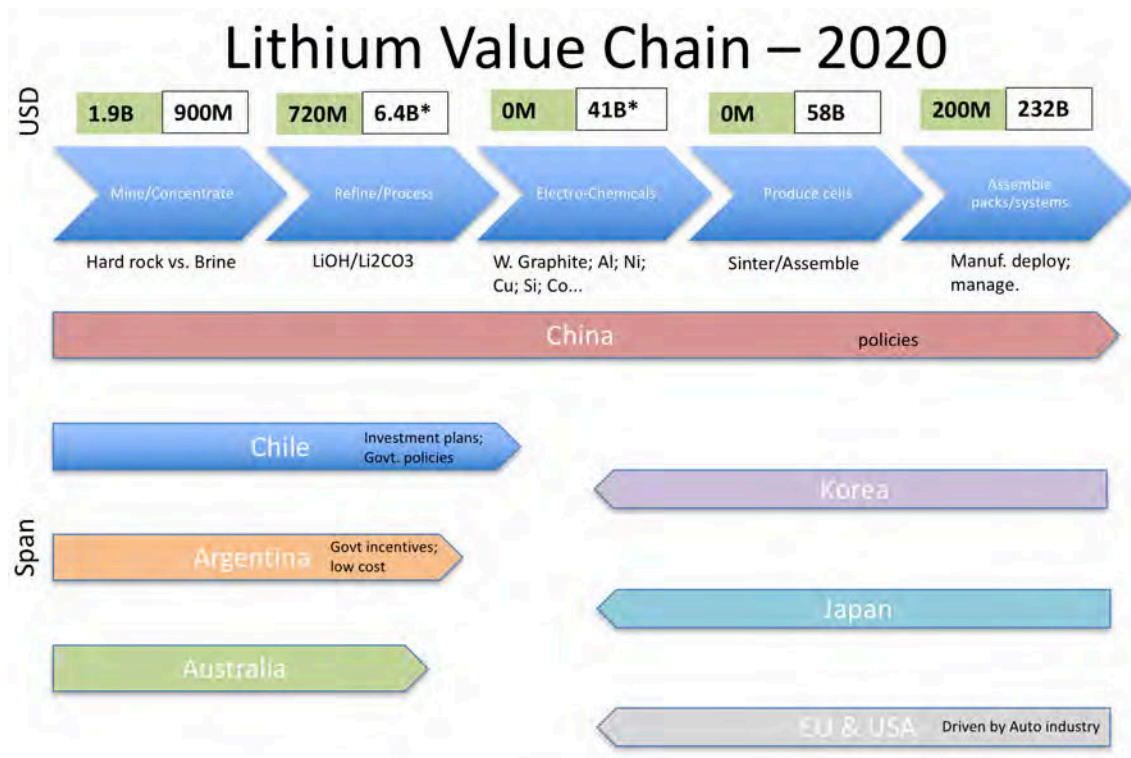 Lithium Value Chain – 2020
USD
1.9B 900M 720M 6.4B* 0M 41B* 0M 58B 200M 232B
Mine/Concentrate
Refine/Process
Electro-Chemicals
Produce cells
Assemble
packs/systems
Hard rock vs. Brine
LiOH/Li2CO3
W. Graphite; Al; Ni;
Cu; Si; Co...
Sinter/Assemble
Manuf. deploy;
manage.
Span
China policies
Chile
Investment plans;
Govt. policies
Korea
Argentina
Govt incentives;
low cost
Japan
Australia
EU & USA Driven by Auto industry